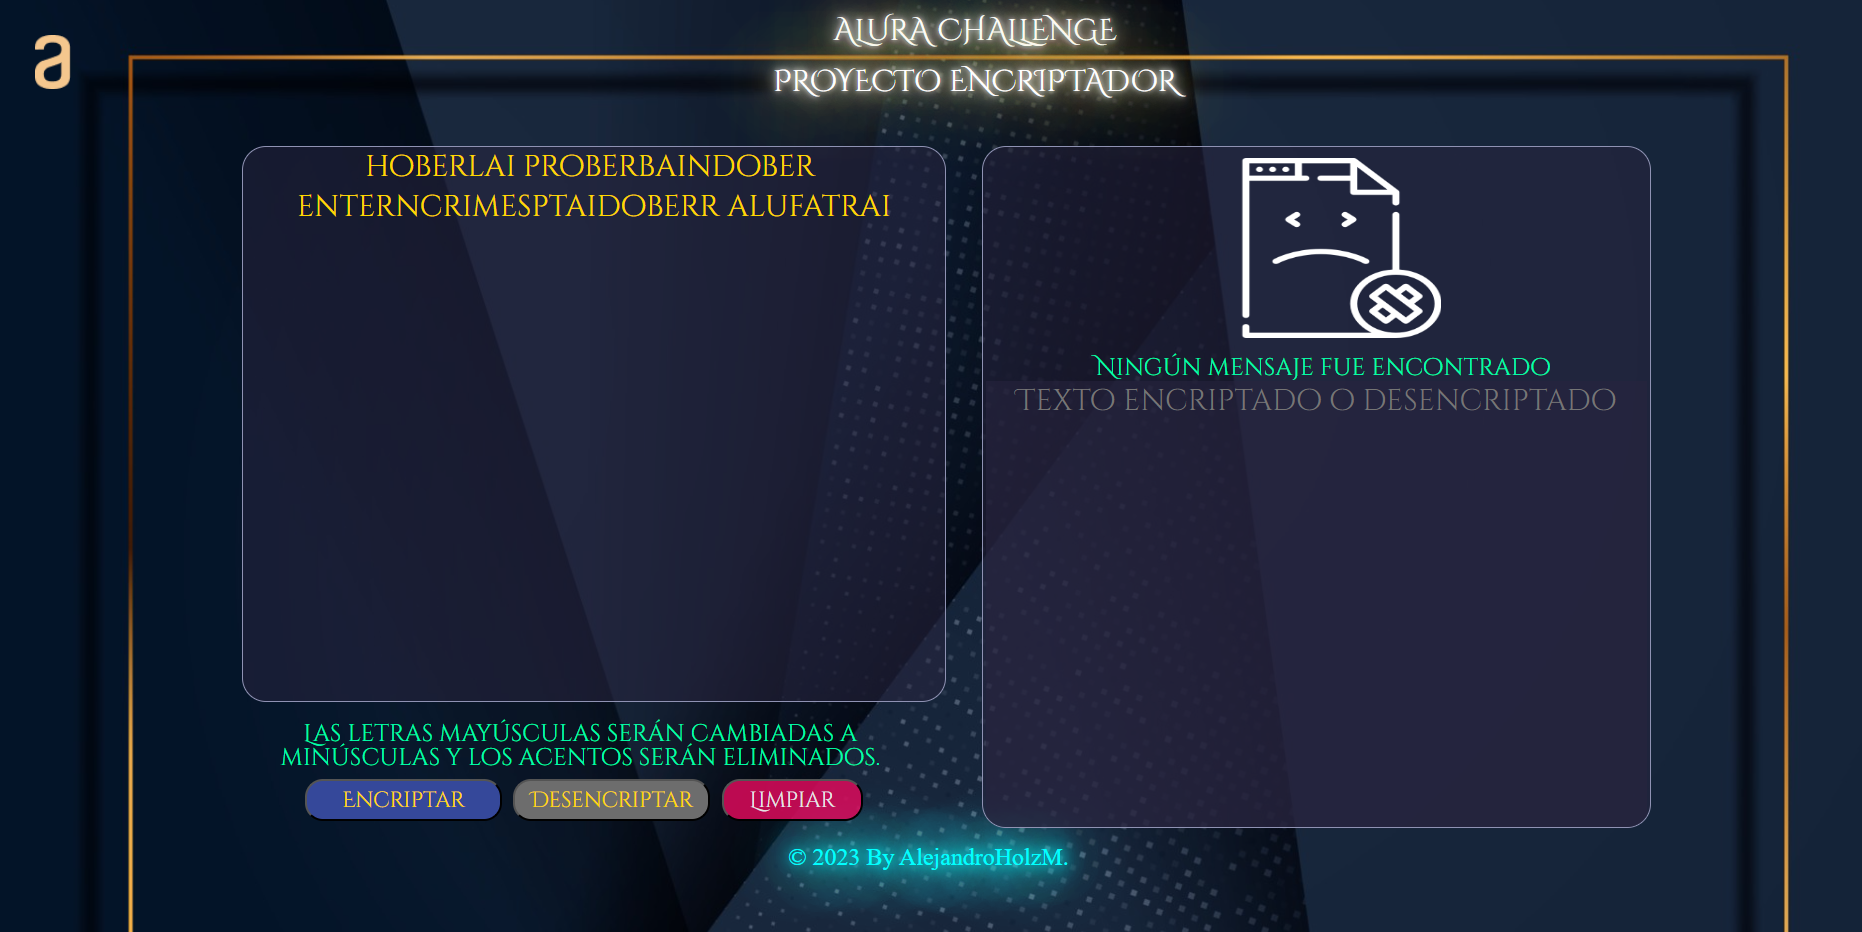 a
ALURA CHALLENGE
PROYECTO ENCRIPTADOR
HOBERLAI PROBERBAINDOBER
ENTERNCRIMESPTAIDOBERR ALUFATRAI
Ningún mensaje fue encontrado
Texto encriptado o desencriptado
Las letras mayúsculas serán cambiadas a
minúsculas y los acentos serán eliminados.
Encriptar
Desencriptar
Limpiar
© 2023 By AlejandroHolzM.